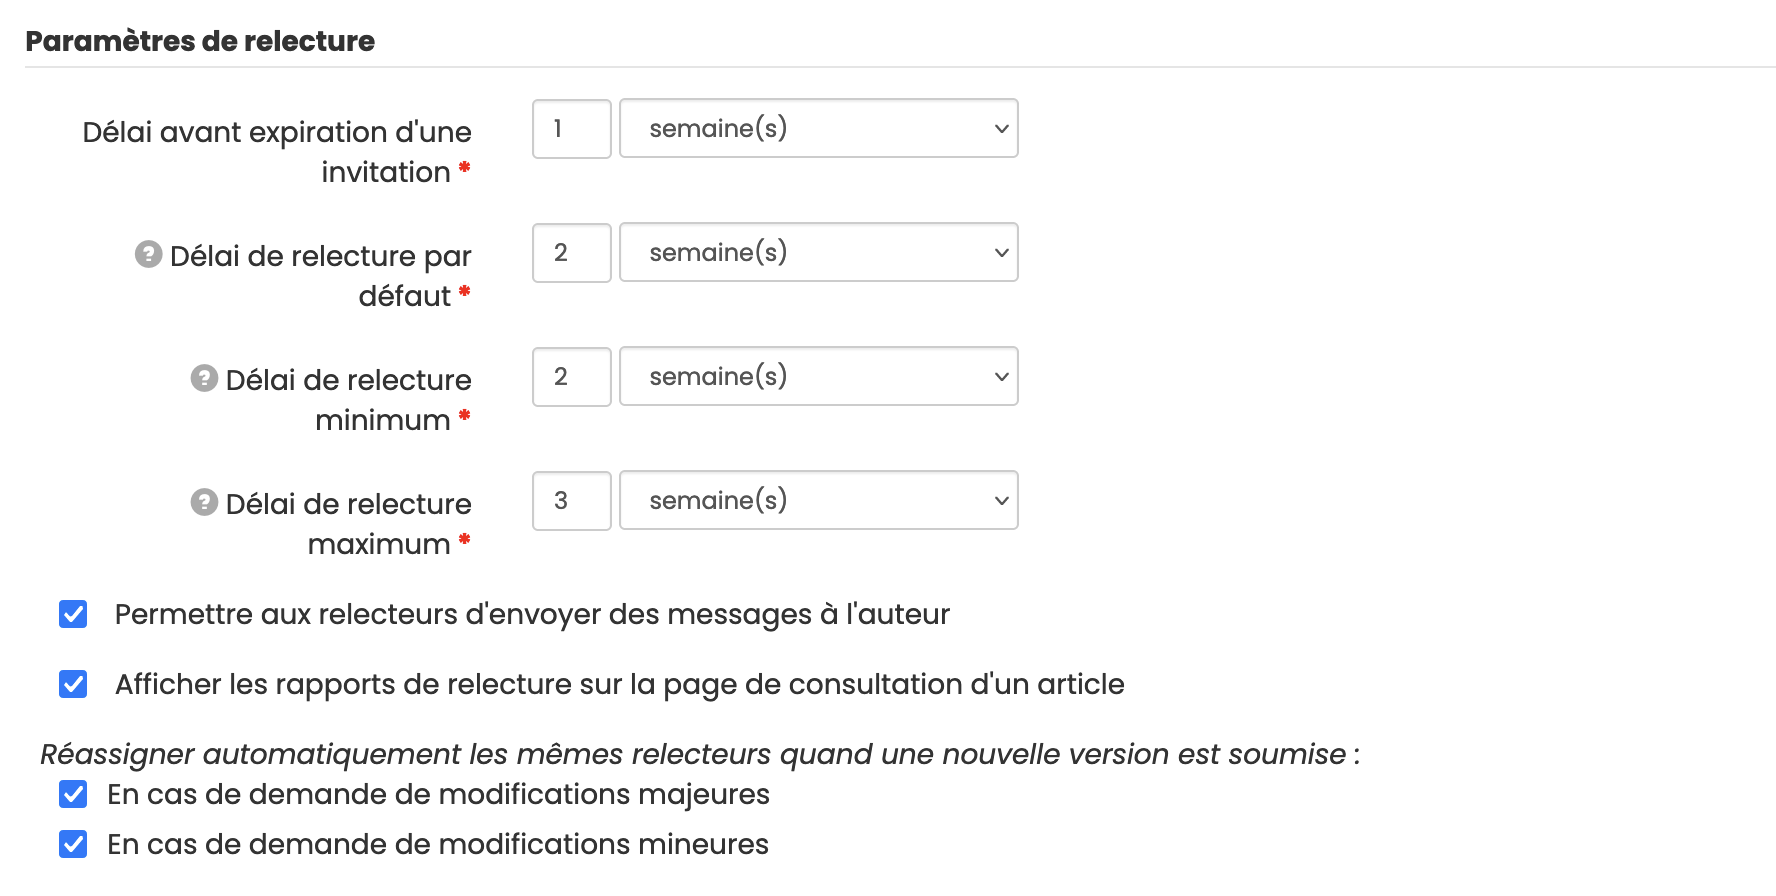 Paramètres de relecture
Délai avant expiration d'une
invitation *
1
semaine(s)
? Délai de relecture par
défaut *
2
semaine(s)
? Délai de relecture
minimum *
2
semaine(s)
? Délai de relecture
maximum *
3
semaine(s)
Permettre aux relecteurs d'envoyer des messages à l'auteur
Afficher les rapports de relecture sur la page de consultation d'un article
Réassigner automatiquement les mêmes relecteurs quand une nouvelle version est soumise :
En cas de demande de modifications majeures
En cas de demande de modifications mineures